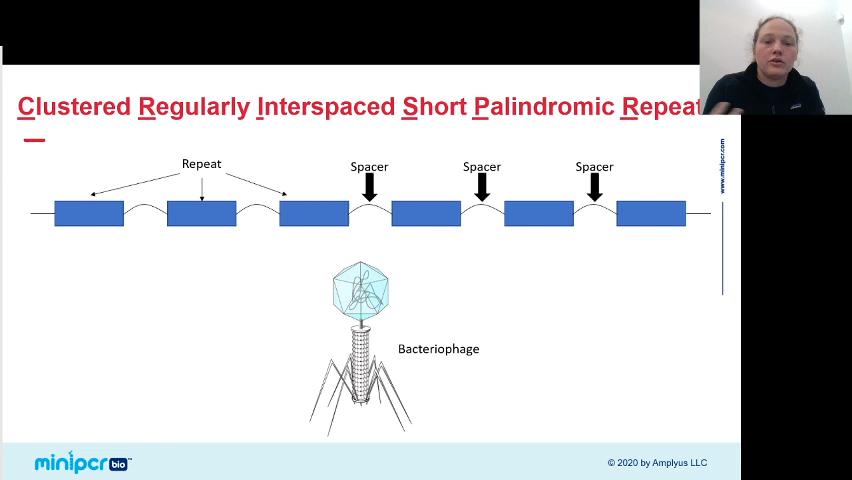 Clustered Regularly Interspaced Short Palindromic Repeat
Repeat
Spacer
Spacer
Spacer
www.minipcr.com
Bacteriophage
minipcr bio™
© 2020 by Amplyus LLC